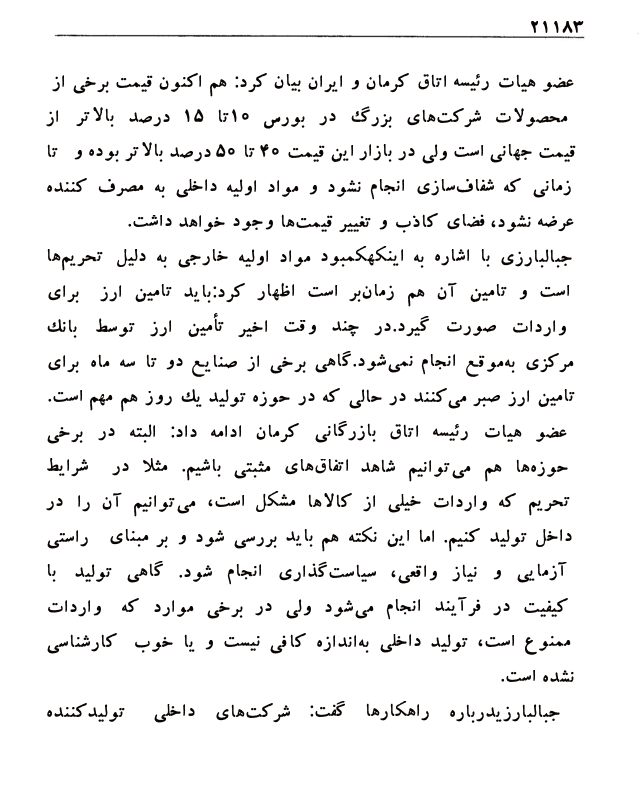 ۲۱۱۸۳
عضو هیات رئیسه اتاق کرمان و ایران بیان کرد: هم اکنون قیمت برخی از
محصولات شرکت‌های بزرگ در بورس ۱۰تا ۱۵ درصد بالاتر از
قیمت جهانی است ولی در بازار این قیمت ۴۰ تا ۵۰ درصد بالاتر بوده و تا
زمانی که شفاف‌سازی انجام نشود و مواد اولیه داخلی به مصرف کننده
عرضه نشود، فضای کاذب و تغییر قیمت‌ها وجود خواهد داشت.
جبالبارزی با اشاره به اینکهکمبود مواد اولیه خارجی به دلیل تحریم‌ها
است و تامین آن هم زمان‌بر است اظهار کرد:باید تامین ارز برای
واردات صورت گیرد.در چند وقت اخیر تأمین ارز توسط بانك
مرکزی به‌موقع انجام نمی‌شود.گاهی برخی از صنایع دو تا سه ماه برای
تامین ارز صبر می‌کنند در حالی که در حوزه تولید یك روز هم مهم است.
عضو هیات رئیسه اتاق بازرگانی کرمان ادامه داد: البته در برخی
حوزه‌ها هم می‌توانیم شاهد اتفاق‌های مثبتی باشیم. مثلا در شرایط
تحریم که واردات خیلی از کالاها مشکل است، می‌توانیم آن را در
داخل تولید کنیم. اما این نکته هم باید بررسی شود و بر مبنای راستی
آزمایی و نیاز واقعی، سیاست‌گذاری انجام شود. گاهی تولید با
کیفیت در فرآیند انجام می‌شود ولی در برخی موارد که واردات
ممنوع است، تولید داخلی به‌اندازه کافی نیست و یا خوب کارشناسی
نشده است.
جبالبارزیدرباره راهکارها گفت: شرکت‌های داخلی تولیدکننده